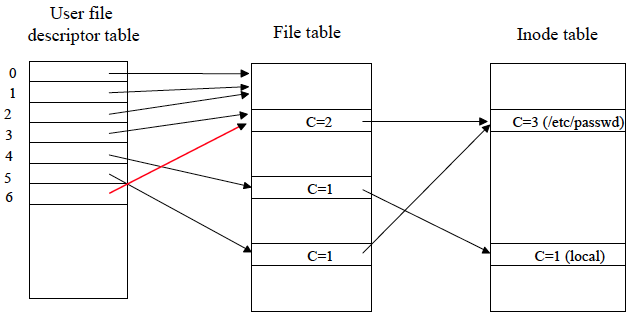 User file
descriptor table
File table
Inode table
0
1
2
3
4
5
6
C=2
C=1
C=1
C=3 (/etc/passwd)
C=1 (local)